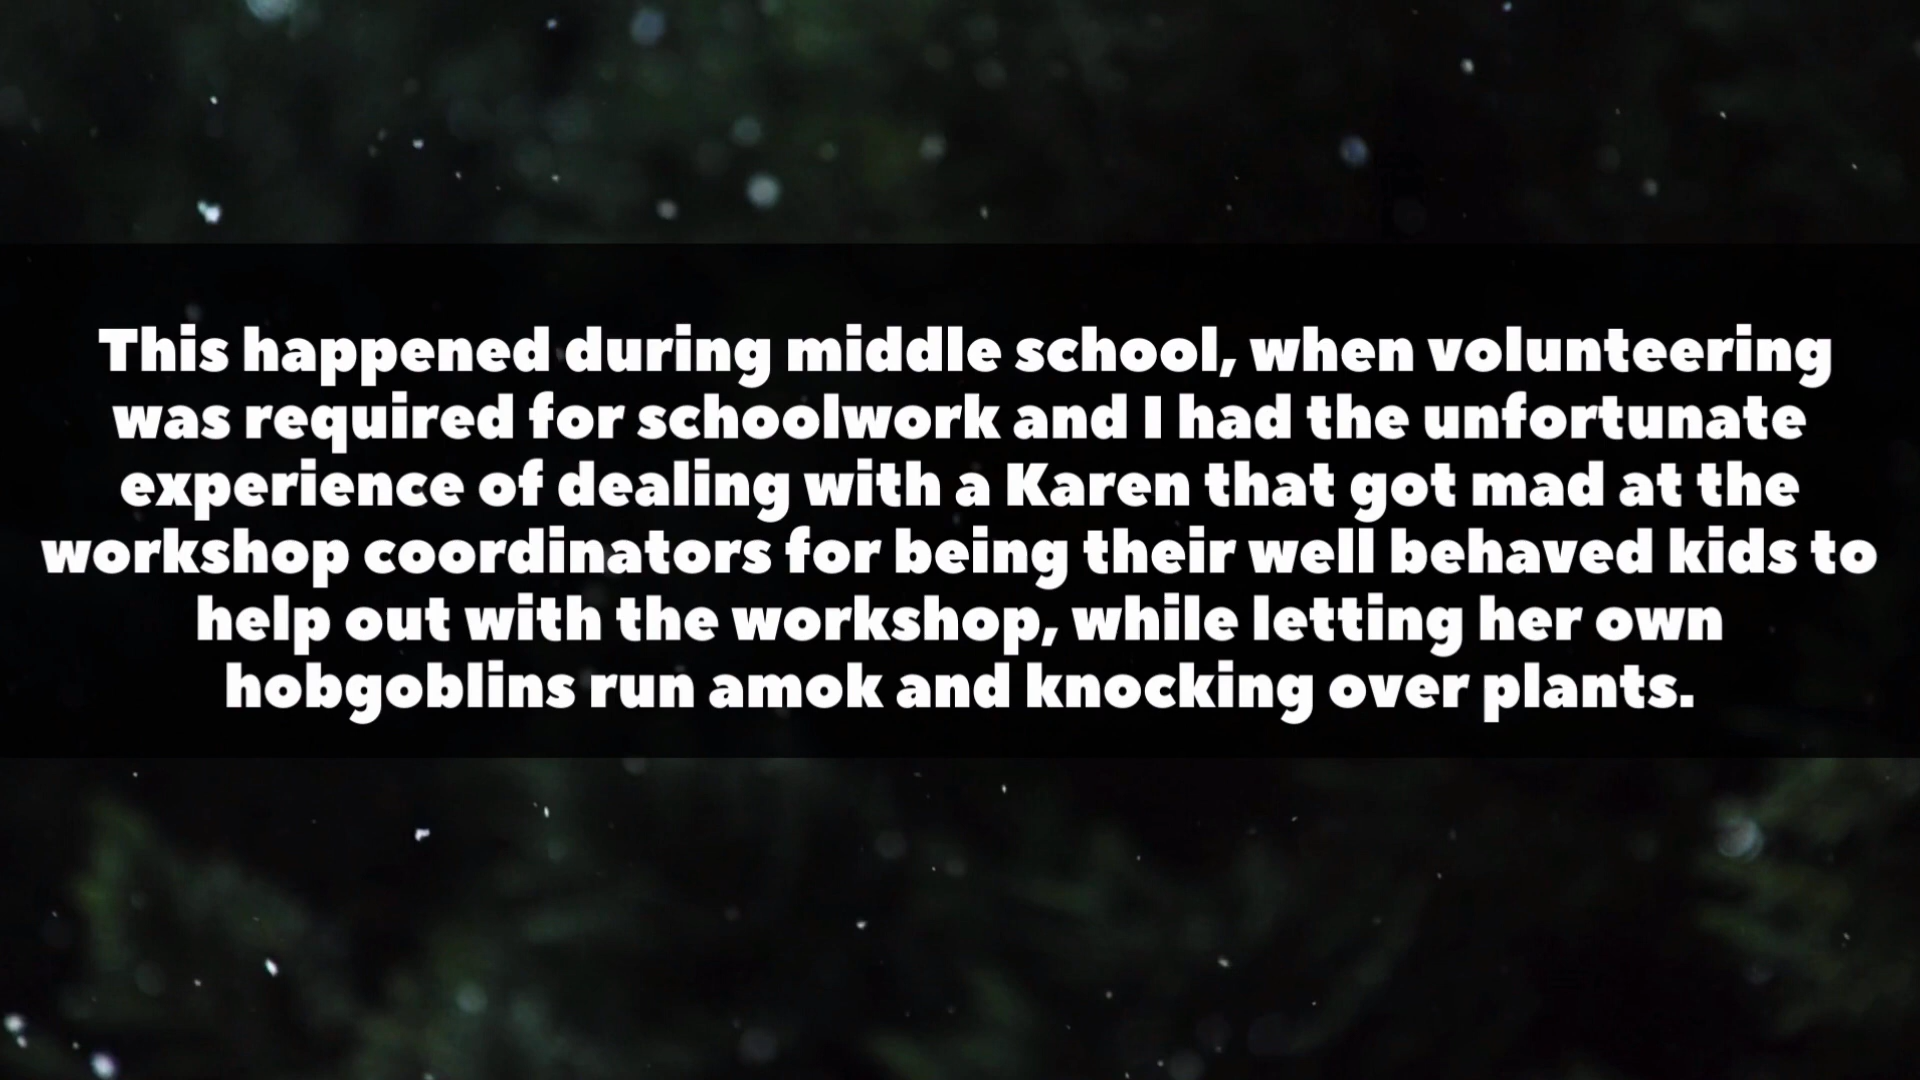 This happened during middle school, when volunteering
was required for schoolwork and I had the unfortunate
experience of dealing with a Karen that got mad at the
workshop coordinators for being their well behaved kids to
help out with the workshop, while letting her own
hobgoblins run amok and knocking over plants.